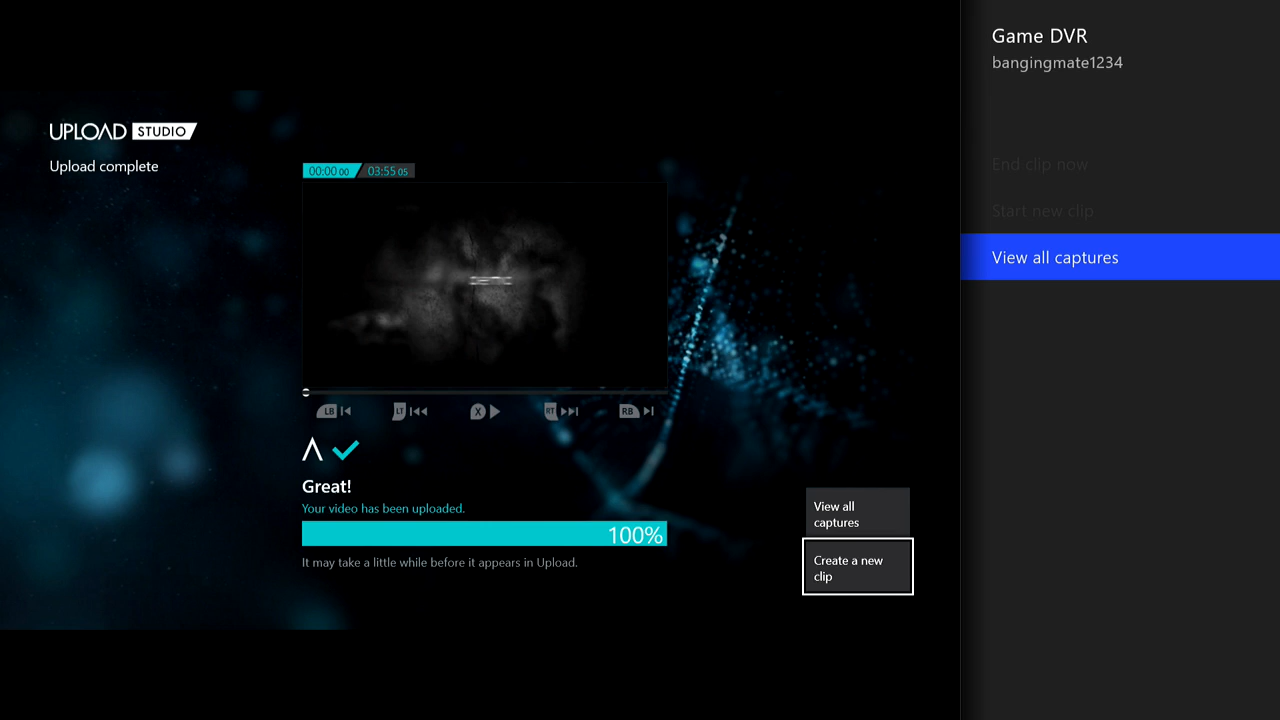 UPLOAD STUDIO
Upload complete
00:00 00 03:55 05
LB LT X RT RB
Great!
Your video has been uploaded.
100%
It may take a little while before it appears in Upload.
View all
captures
Create a new
clip
Game DVR
bangingmate1234
End clip now
Start new clip
View all captures